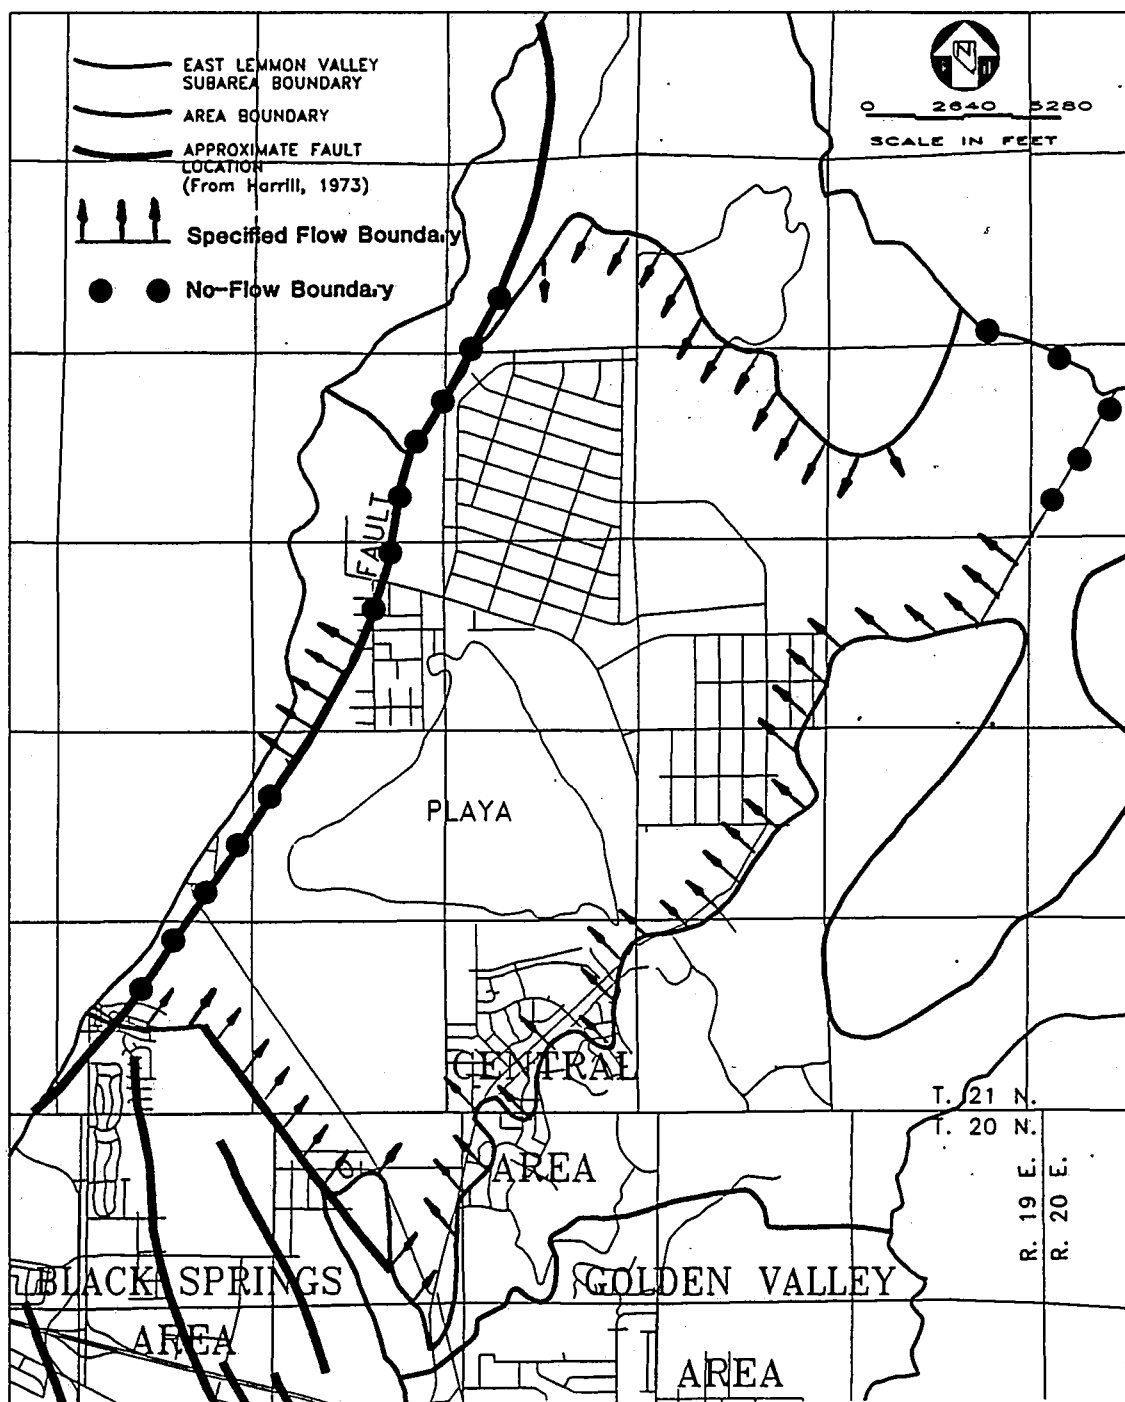 EAST LEMMON VALLEY
SUBAREA BOUNDARY
AREA BOUNDARY
APPROXIMATE FAULT
LOCATION
(From Harrill, 1973)
Specified Flow Boundary
No-Flow Boundary
N
0 2640 5280
SCALE IN FEET
FAULT
PLAYA
CENTRAL
AREA
T. 21 N.
T. 20 N.
R. 19 E.
R. 20 E.
BLACK SPRINGS
AREA
GOLDEN VALLEY
AREA